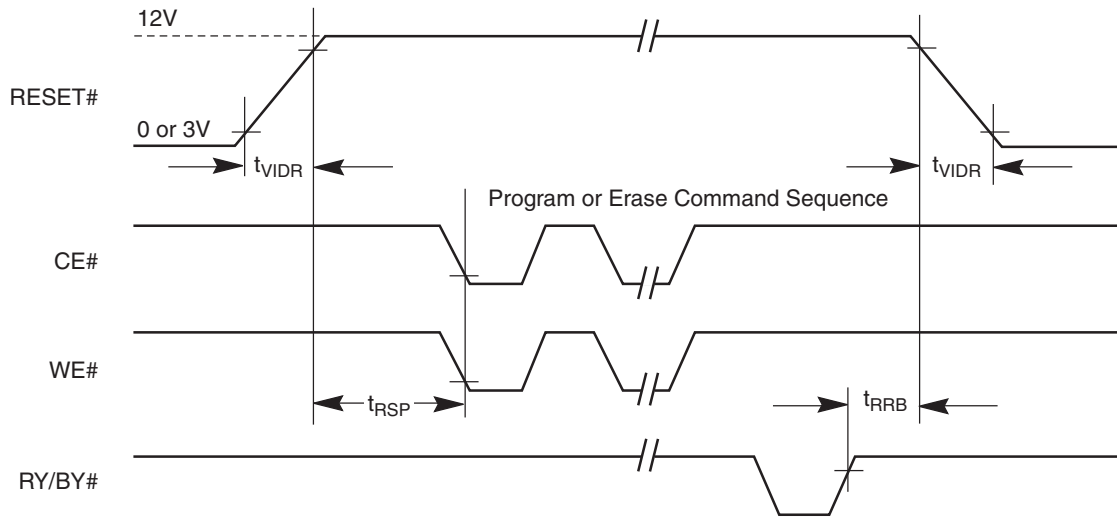 12V
RESET#
0 or 3V
tVIDR
tVIDR
Program or Erase Command Sequence
CE#
WE#
tRSP
tRRB
RY/BY#